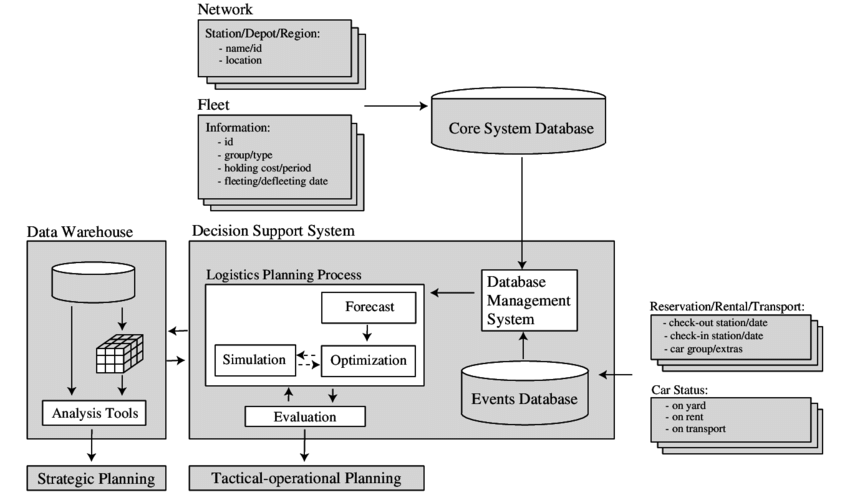 Network
Station/Depot/Region:
- name/id
- location
Fleet
Information:
- id
- group/type
- holding cost/period
- fleeting/defleeting date
Core System Database
Data Warehouse
Analysis Tools
Strategic Planning
Decision Support System
Logistics Planning Process
Forecast
Simulation
Optimization
Evaluation
Database
Management
System
Events Database
Tactical-operational Planning
Reservation/Rental/Transport:
- check-out station/date
- check-in station/date
- car group/extras
Car Status:
- on yard
- on rent
- on transport